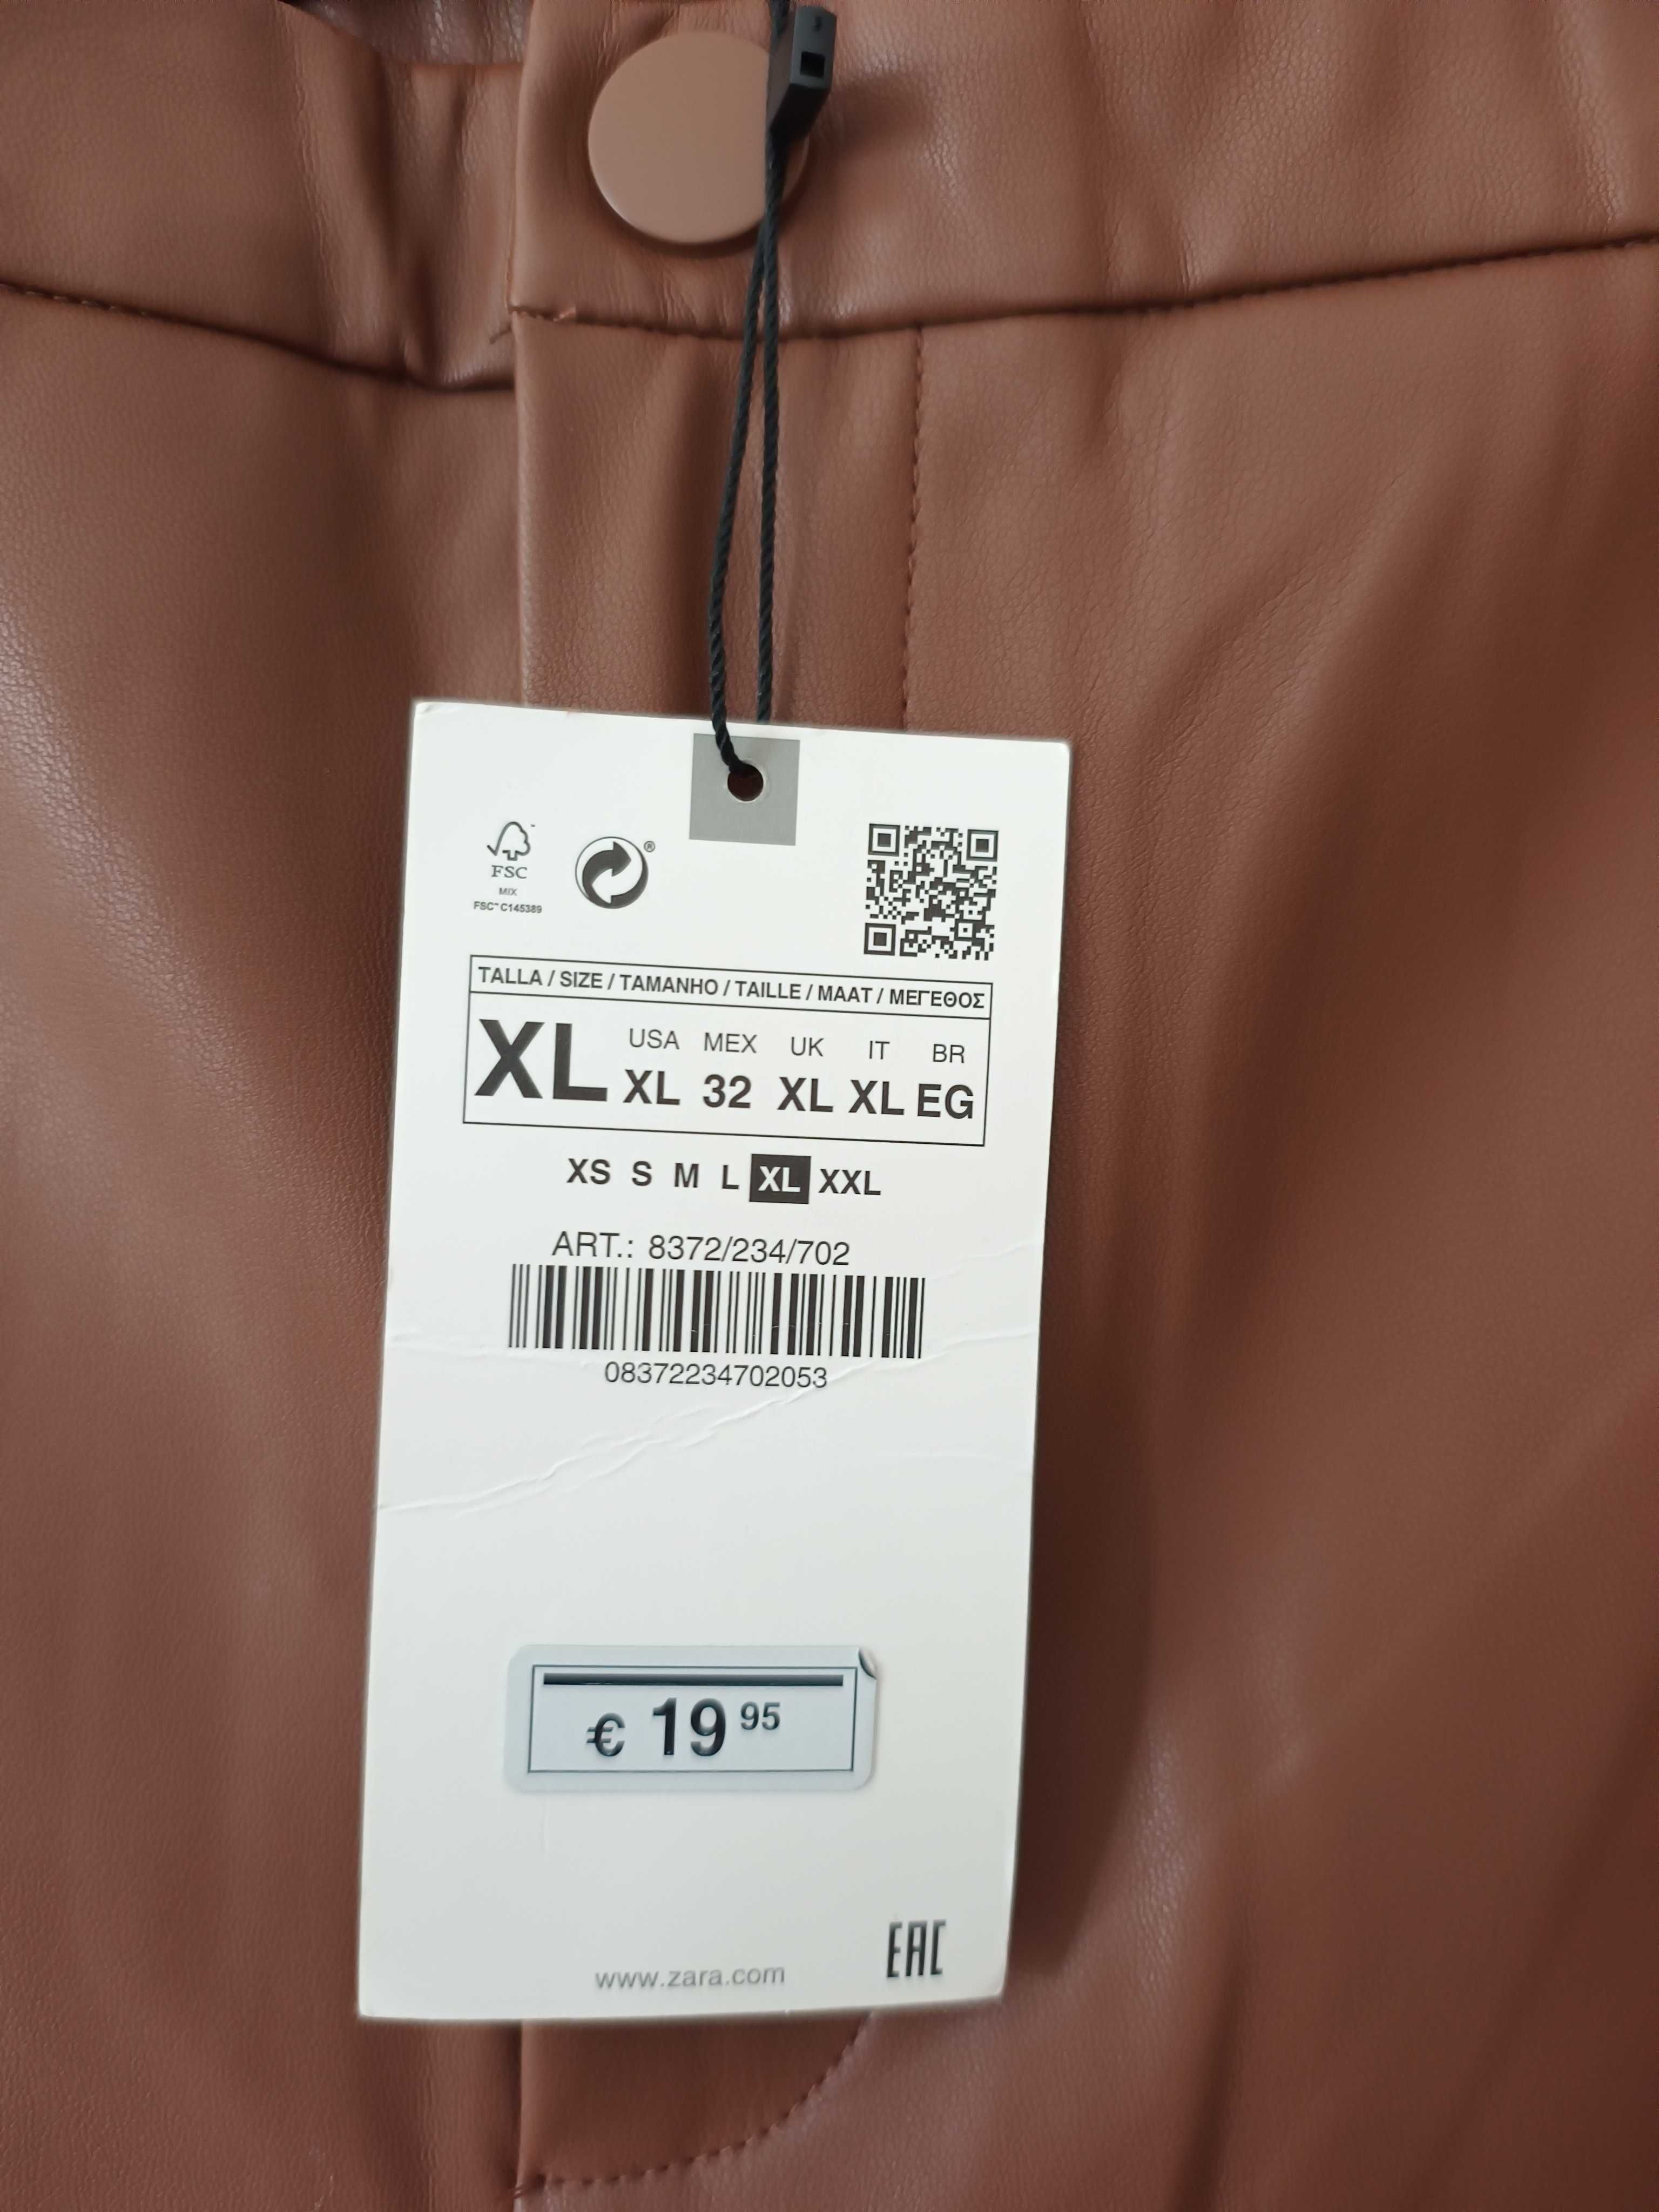 FSC
MIX
FSC™ C145389
®
TALLA / SIZE / TAMANHO / TAILLE / MAAT / ΜΕΓΕΘΟΣ
XL
USA MEX UK IT BR
XL 32 XL XL EG
XS S M L XL XXL
ART.: 8372/234/702
08372234702053
€ 19 95
EAC
www.zara.com